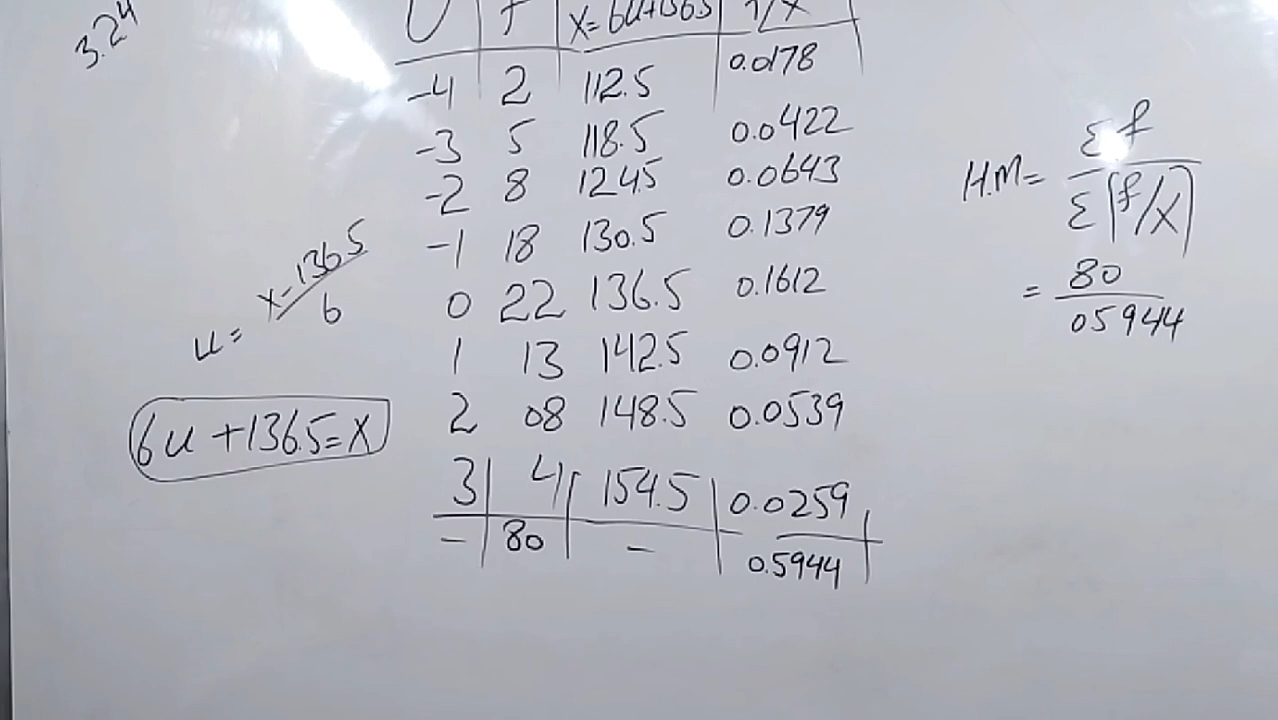 3.24
U f x=6u+136.5 f/x
-4 2 112.5 0.0178
-3 5 118.5 0.0422
-2 8 124.5 0.0643
-1 18 130.5 0.1379
0 22 136.5 0.1612
1 13 142.5 0.0912
2 08 148.5 0.0539
3 4 154.5 0.0259
- 80 - 0.5944
u = x-136.5
6
6u+136.5=x
H.M = Σf
Σ(f/x)
= 80
05944